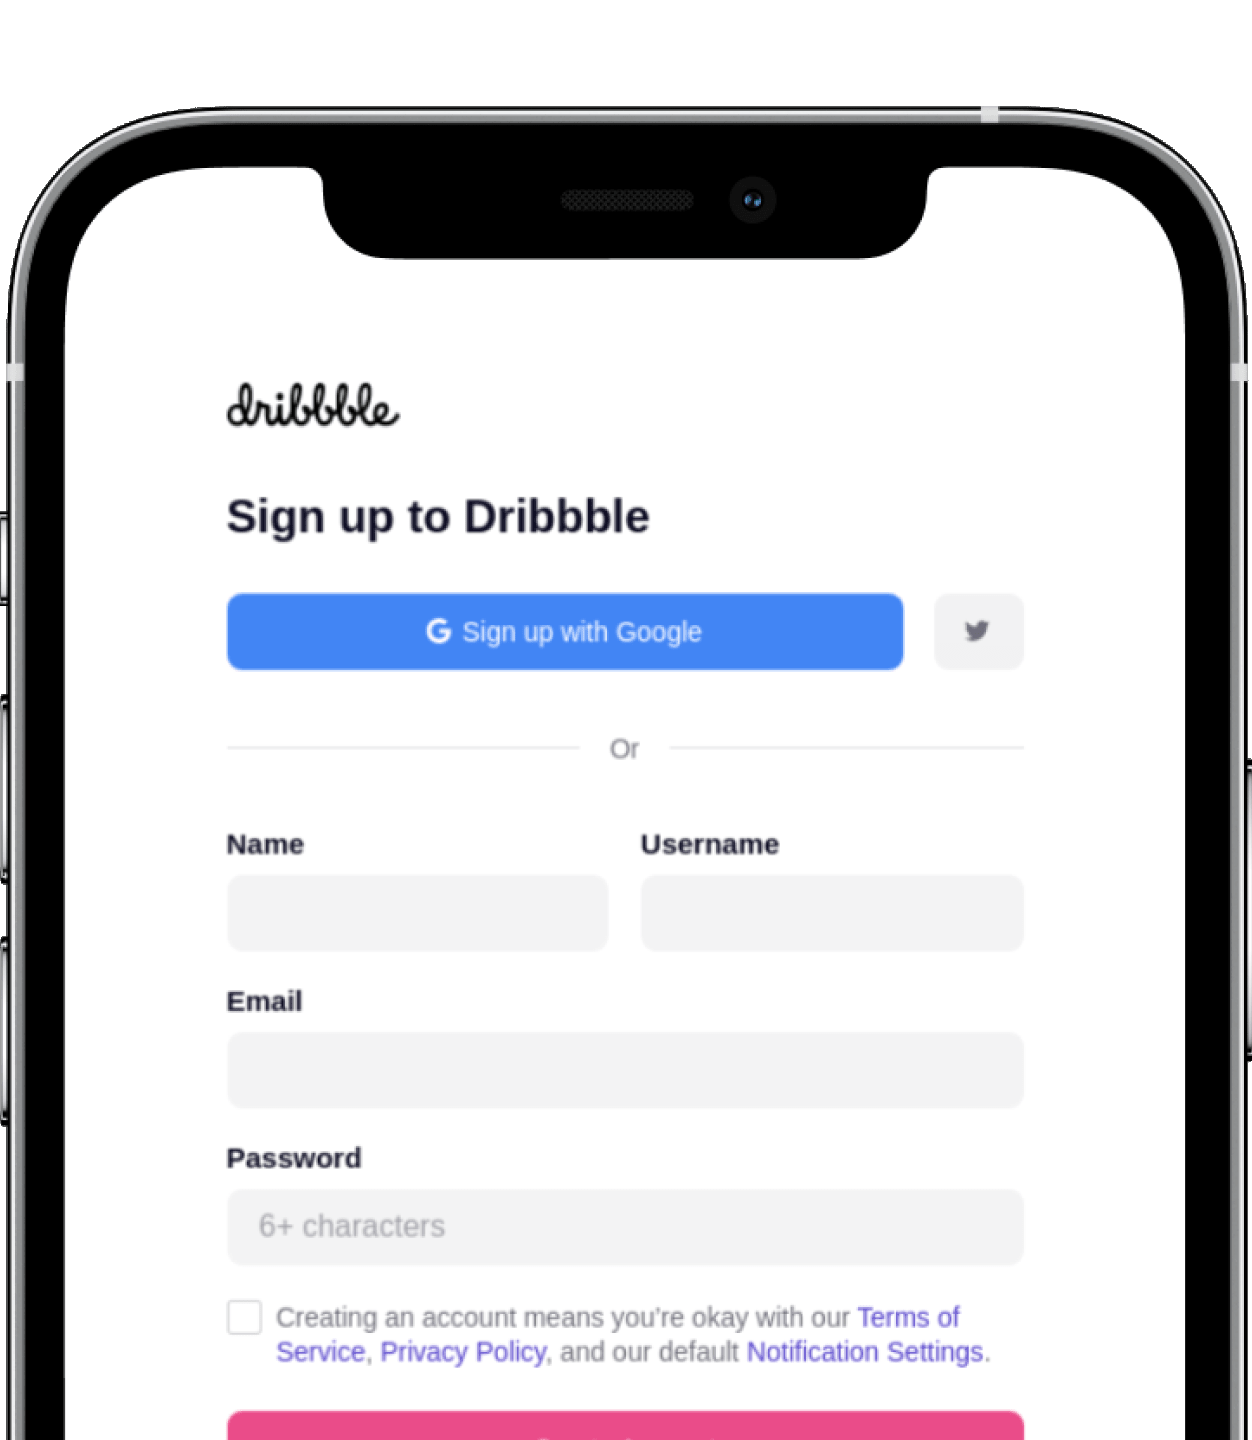 dribbble
Sign up to Dribbble
G Sign up with Google
Or
Name Username
Email
Password
6+ characters
Creating an account means you're okay with our Terms of
Service, Privacy Policy, and our default Notification Settings.